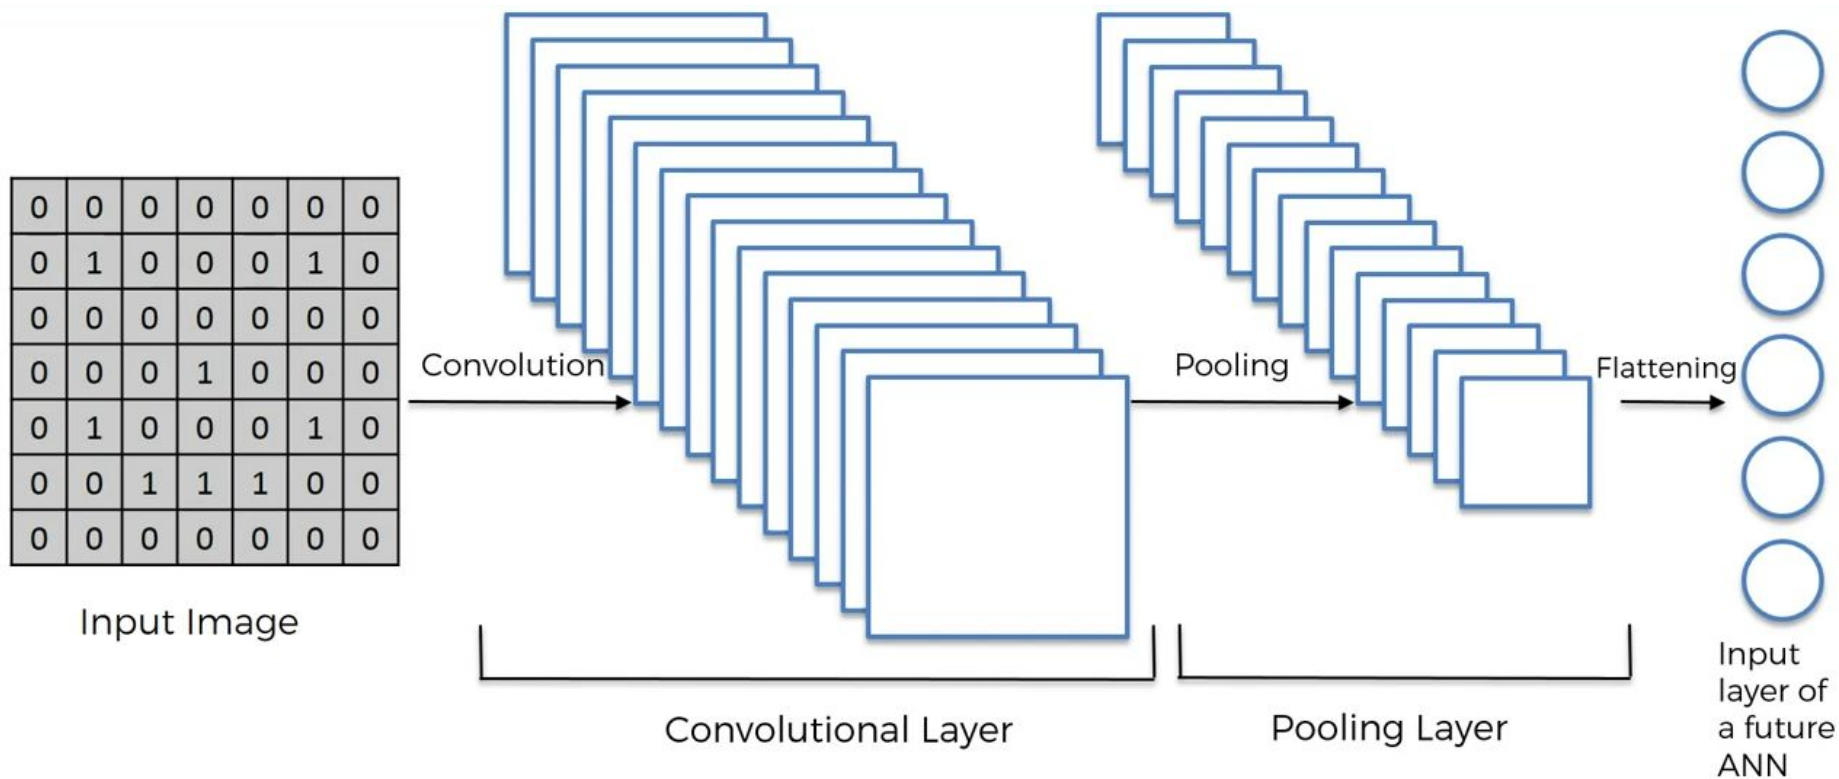 0 0 0 0 0 0 0
0 1 0 0 0 1 0
0 0 0 0 0 0 0
0 0 0 1 0 0 0
0 1 0 0 0 1 0
0 0 1 1 1 0 0
0 0 0 0 0 0 0
Input Image
Convolution
Convolutional Layer
Pooling
Pooling Layer
Flattening
Input
layer of
a future
ANN